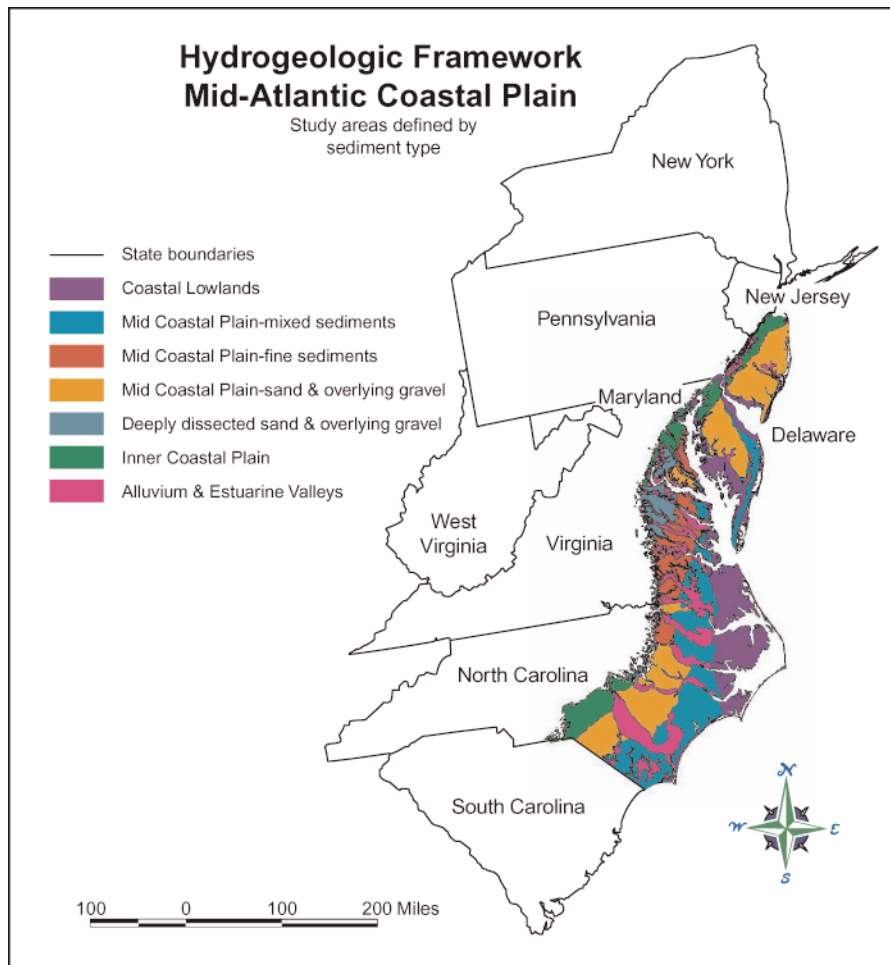 Hydrogeologic Framework
Mid-Atlantic Coastal Plain
Study areas defined by
sediment type
New York
State boundaries
Coastal Lowlands
New Jersey
Mid Coastal Plain-mixed sediments
Pennsylvania
Mid Coastal Plain-fine sediments
Mid Coastal Plain-sand & overlying gravel
Maryland
Deeply dissected sand & overlying gravel
Delaware
Inner Coastal Plain
Alluvium & Estuarine Valleys
West
Virginia
Virginia
North Carolina
South Carolina
N
W
E
S
100 0 100 200 Miles